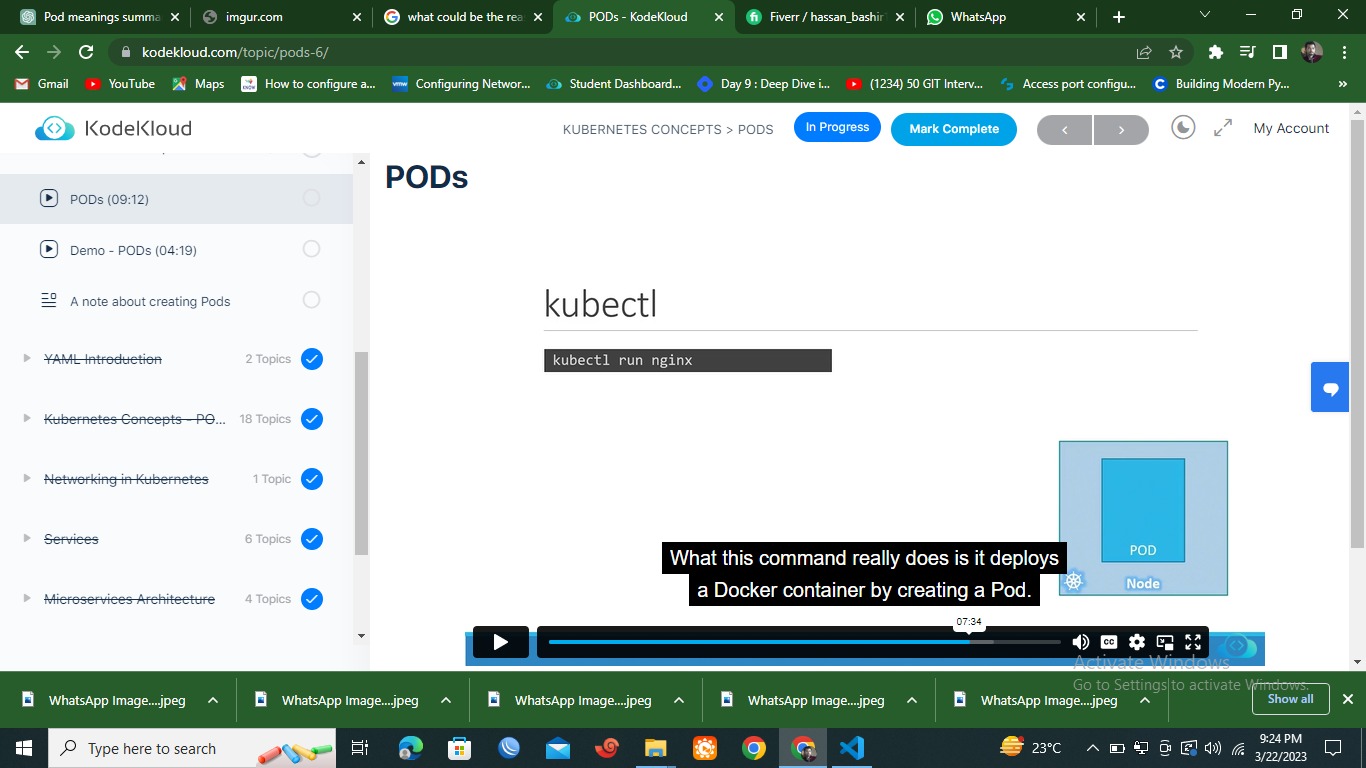 Pod meanings summa
imgur.com
what could be the rea
PODs - KodeKloud
Fiverr / hassan_bashir
WhatsApp
kodekloud.com/topic/pods-6/
Gmail
YouTube
Maps
How to configure a...
Configuring Networ...
Student Dashboard...
Day 9 : Deep Dive i...
(1234) 50 GIT Interv...
Access port configu...
Building Modern Py...
»
KodeKloud
KUBERNETES CONCEPTS > PODS
In Progress
Mark Complete
My Account
PODs (09:12)
Demo - PODs (04:19)
A note about creating Pods
YAML Introduction
2 Topics
Kubernetes Concepts - PO...
18 Topics
Networking in Kubernetes
1 Topic
Services
6 Topics
Microservices Architecture
4 Topics
PODs
kubectl
kubectl run nginx
POD
Node
What this command really does is it deploys
a Docker container by creating a Pod.
07:34
CC
Activate Windows
Go to Settings to activate Windows.
WhatsApp Image....jpeg
WhatsApp Image....jpeg
WhatsApp Image....jpeg
WhatsApp Image....jpeg
WhatsApp Image....jpeg
Show all
Type here to search
23°C
9:24 PM
3/22/2023